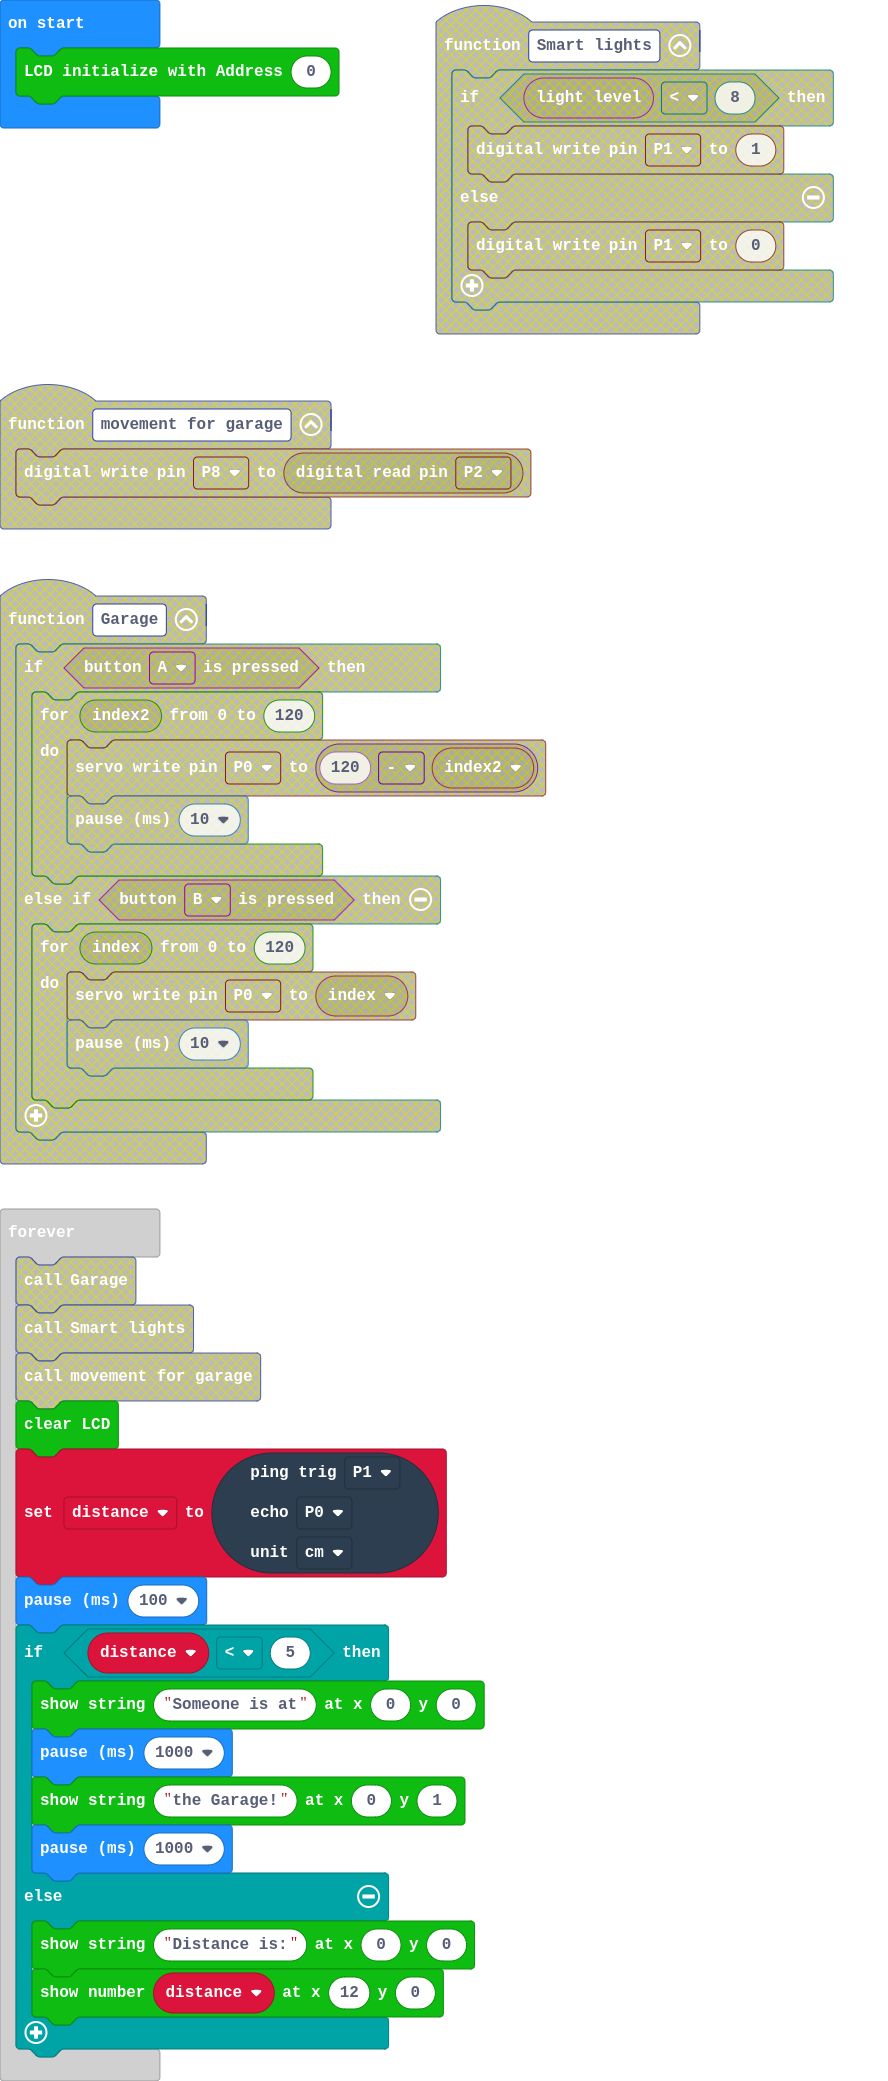 on start
LCD initialize with Address 0
function Smart lights
if light level < 8 then
digital write pin P1 to 1
else
digital write pin P1 to 0
function movement for garage
digital write pin P8 to digital read pin P2
function Garage
if button A is pressed then
for index2 from 0 to 120
do
servo write pin P0 to 120 - index2
pause (ms) 10
else if button B is pressed then
for index from 0 to 120
do
servo write pin P0 to index
pause (ms) 10
forever
call Garage
call Smart lights
call movement for garage
clear LCD
set distance to
ping trig P1
echo P0
unit cm
pause (ms) 100
if distance < 5 then
show string "Someone is at" at x 0 y 0
pause (ms) 1000
show string "the Garage!" at x 0 y 1
pause (ms) 1000
else
show string "Distance is:" at x 0 y 0
show number distance at x 12 y 0